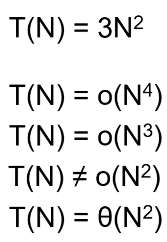 T(N) = 3N²
T(N) = o(N⁴)
T(N) = o(N³)
T(N) ≠ o(N²)
T(N) = θ(N²)